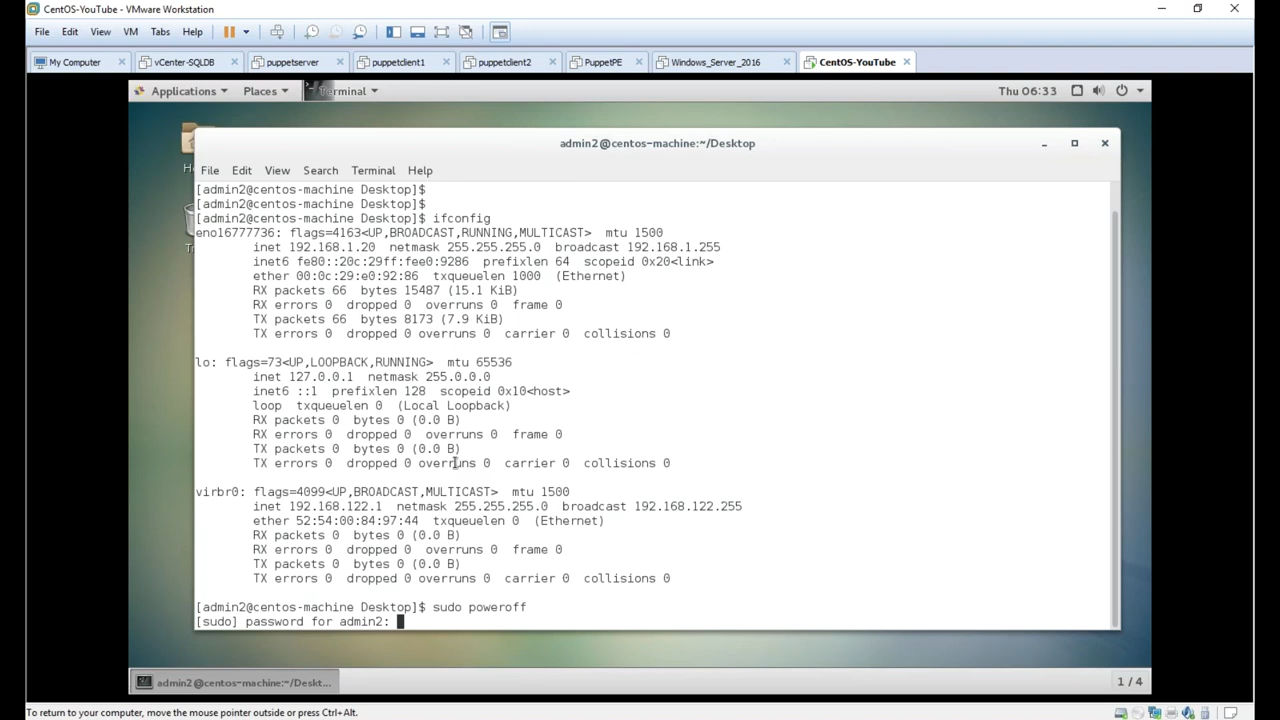 CentOS-YouTube - VMware Workstation
File Edit View VM Tabs Help
My Computer vCenter-SQLDB puppetserver puppetclient1 puppetclient2 PuppetPE Windows_Server_2016 CentOS-YouTube
Applications Places Terminal Thu 06:33
admin2@centos-machine:~/Desktop
File Edit View Search Terminal Help
[admin2@centos-machine Desktop]$
[admin2@centos-machine Desktop]$
[admin2@centos-machine Desktop]$ ifconfig
eno16777736: flags=4163<UP,BROADCAST,RUNNING,MULTICAST> mtu 1500
inet 192.168.1.20 netmask 255.255.255.0 broadcast 192.168.1.255
inet6 fe80::20c:29ff:fee0:9286 prefixlen 64 scopeid 0x20<link>
ether 00:0c:29:e0:92:86 txqueuelen 1000 (Ethernet)
RX packets 66 bytes 15487 (15.1 KiB)
RX errors 0 dropped 0 overruns 0 frame 0
TX packets 66 bytes 8173 (7.9 KiB)
TX errors 0 dropped 0 overruns 0 carrier 0 collisions 0
lo: flags=73<UP,LOOPBACK,RUNNING> mtu 65536
inet 127.0.0.1 netmask 255.0.0.0
inet6 ::1 prefixlen 128 scopeid 0x10<host>
loop txqueuelen 0 (Local Loopback)
RX packets 0 bytes 0 (0.0 B)
RX errors 0 dropped 0 overruns 0 frame 0
TX packets 0 bytes 0 (0.0 B)
TX errors 0 dropped 0 overruns 0 carrier 0 collisions 0
virbr0: flags=4099<UP,BROADCAST,MULTICAST> mtu 1500
inet 192.168.122.1 netmask 255.255.255.0 broadcast 192.168.122.255
ether 52:54:00:84:97:44 txqueuelen 0 (Ethernet)
RX packets 0 bytes 0 (0.0 B)
RX errors 0 dropped 0 overruns 0 frame 0
TX packets 0 bytes 0 (0.0 B)
TX errors 0 dropped 0 overruns 0 carrier 0 collisions 0
[admin2@centos-machine Desktop]$ sudo poweroff
[sudo] password for admin2:
admin2@centos-machine:~/Deskt...
1 / 4
To return to your computer, move the mouse pointer outside or press Ctrl+Alt.